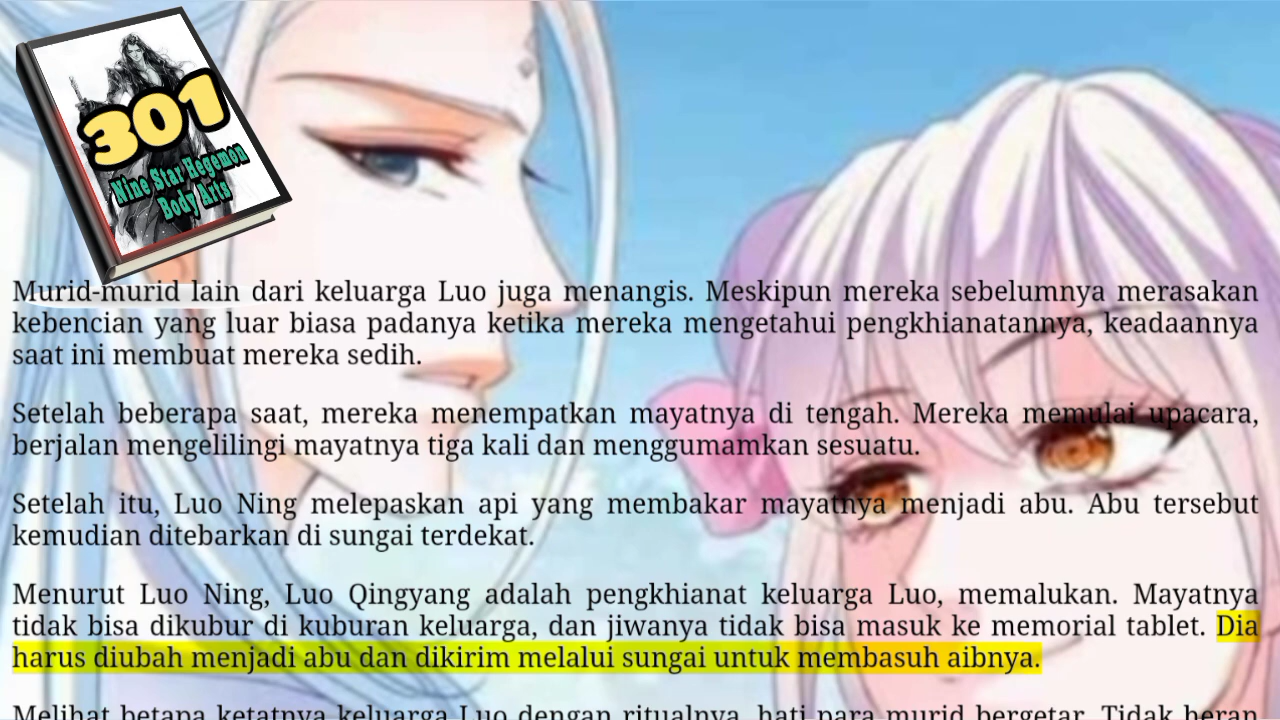 301
Nine Star Hegemon
Body Arts
Murid-murid lain dari keluarga Luo juga menangis. Meskipun mereka sebelumnya merasakan
kebencian yang luar biasa padanya ketika mereka mengetahui pengkhianatannya, keadaannya
saat ini membuat mereka sedih.
Setelah beberapa saat, mereka menempatkan mayatnya di tengah. Mereka memulai upacara,
berjalan mengelilingi mayatnya tiga kali dan menggumamkan sesuatu.
Setelah itu, Luo Ning melepaskan api yang membakar mayatnya menjadi abu. Abu tersebut
kemudian ditebarkan di sungai terdekat.
Menurut Luo Ning, Luo Qingyang adalah pengkhianat keluarga Luo, memalukan. Mayatnya
tidak bisa dikubur di kuburan keluarga, dan jiwanya tidak bisa masuk ke memorial tablet. Dia
harus diubah menjadi abu dan dikirim melalui sungai untuk membasuh aibnya.
Melihat betapa ketatnya keluarga Luo dengan ritualnya, hati para murid bergetar. Tidak heran